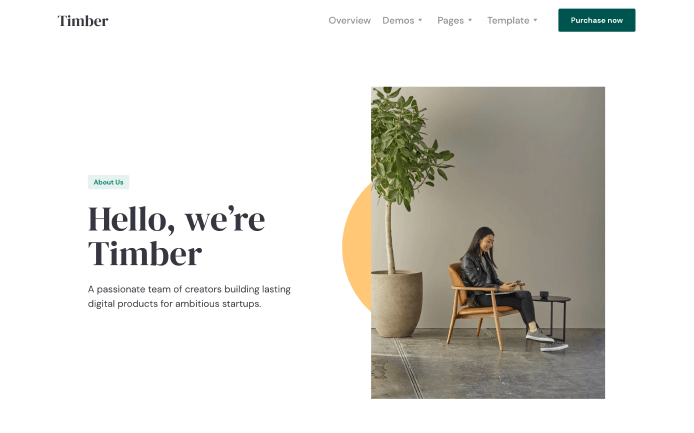 Timber
Overview Demos Pages Template Purchase now
About Us
Hello, we're
Timber
A passionate team of creators building lasting
digital products for ambitious startups.